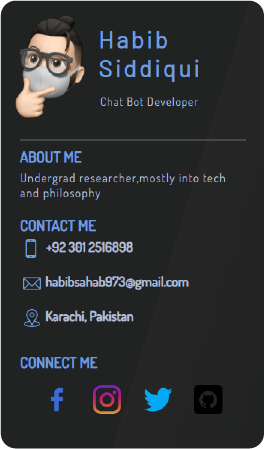 Habib
Siddiqui
Chat Bot Developer
ABOUT ME
Undergrad researcher,mostly into tech
and philosophy
CONTACT ME
+92 301 2516898
habibsahab973@gmail.com
Karachi, Pakistan
CONNECT ME